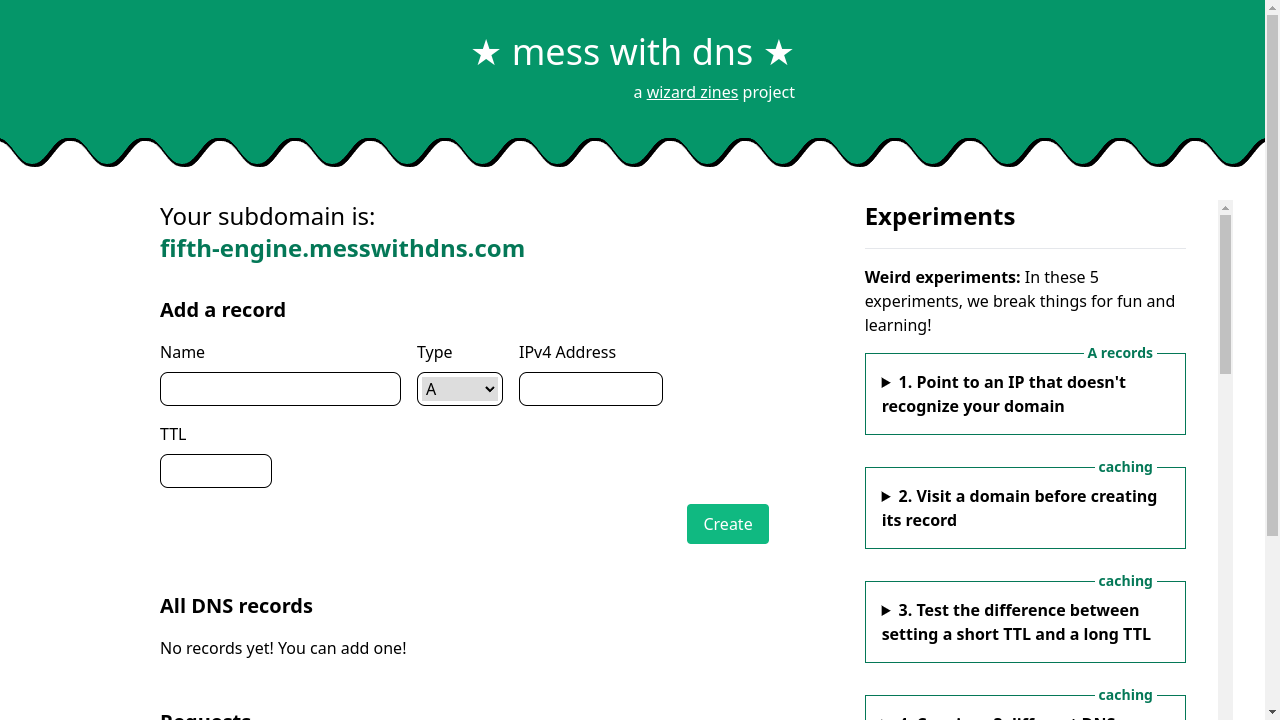 ★ mess with dns ★
a wizard zines project
Your subdomain is:
fifth-engine.messwithdns.com
Add a record
Name
Type
IPv4 Address
A
TTL
Create
All DNS records
No records yet! You can add one!
Requests
Experiments
Weird experiments: In these 5
experiments, we break things for fun and
learning!
A records
1. Point to an IP that doesn't
recognize your domain
caching
2. Visit a domain before creating
its record
caching
3. Test the difference between
setting a short TTL and a long TTL
caching